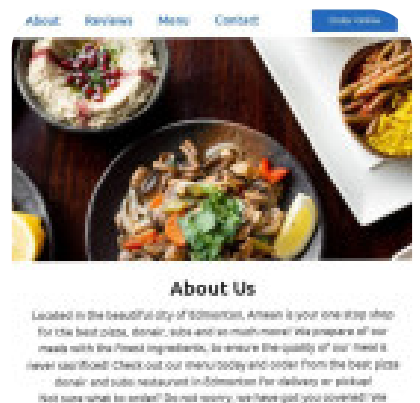 About Reviews Menu Contact Order Online
About Us
Located in the beautiful city of Edmonton, Amean is your one stop shop
for the best pizza, donair, subs and so much more! We prepare all our
meals with the finest ingredients, to ensure the quality of our meal is
never sacrificed! Check out our menu today and order from the best pizza
donair and subs restaurant in Edmonton for delivery or pickup!
Not sure what to order? Do not worry, we have got you covered! We